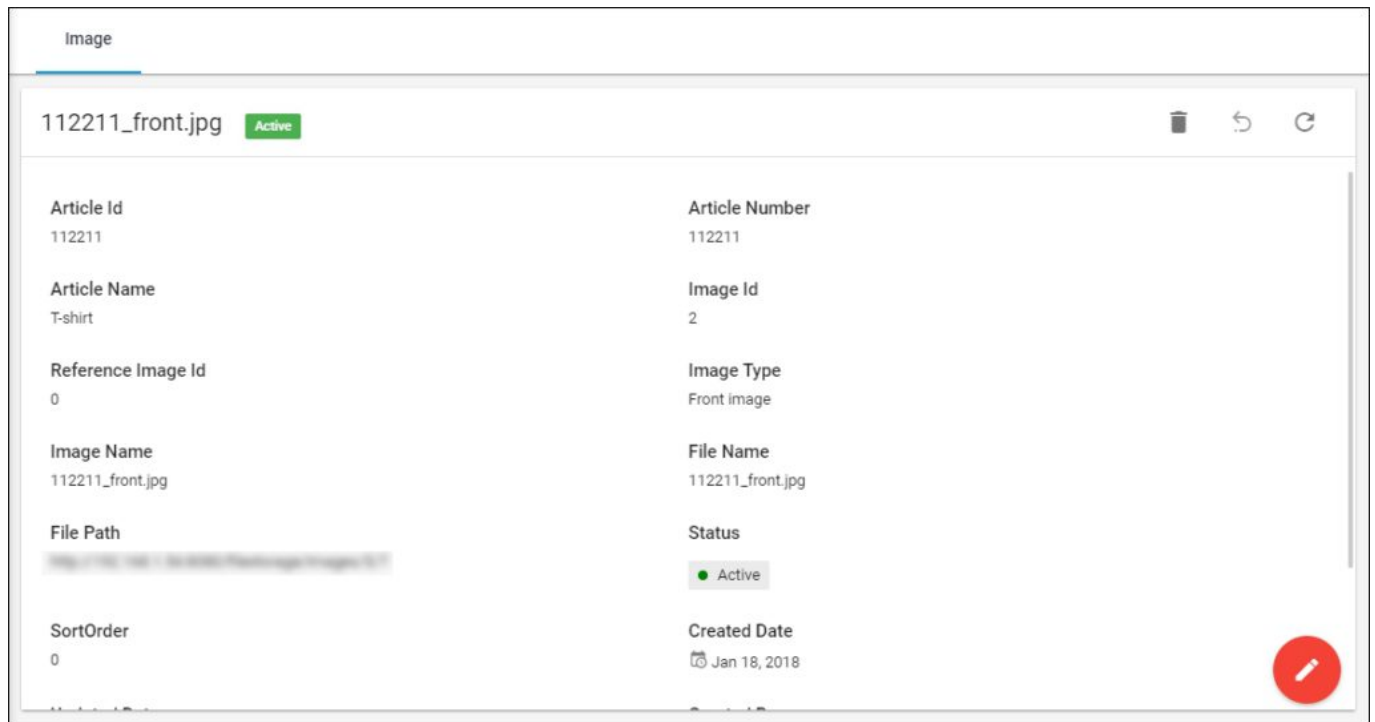 Image
112211_front.jpg Active
Article Id
112211
Article Number
112211
Article Name
T-shirt
Image Id
2
Reference Image Id
0
Image Type
Front image
Image Name
112211_front.jpg
File Name
112211_front.jpg
File Path
Status
Active
SortOrder
0
Created Date
Jan 18, 2018